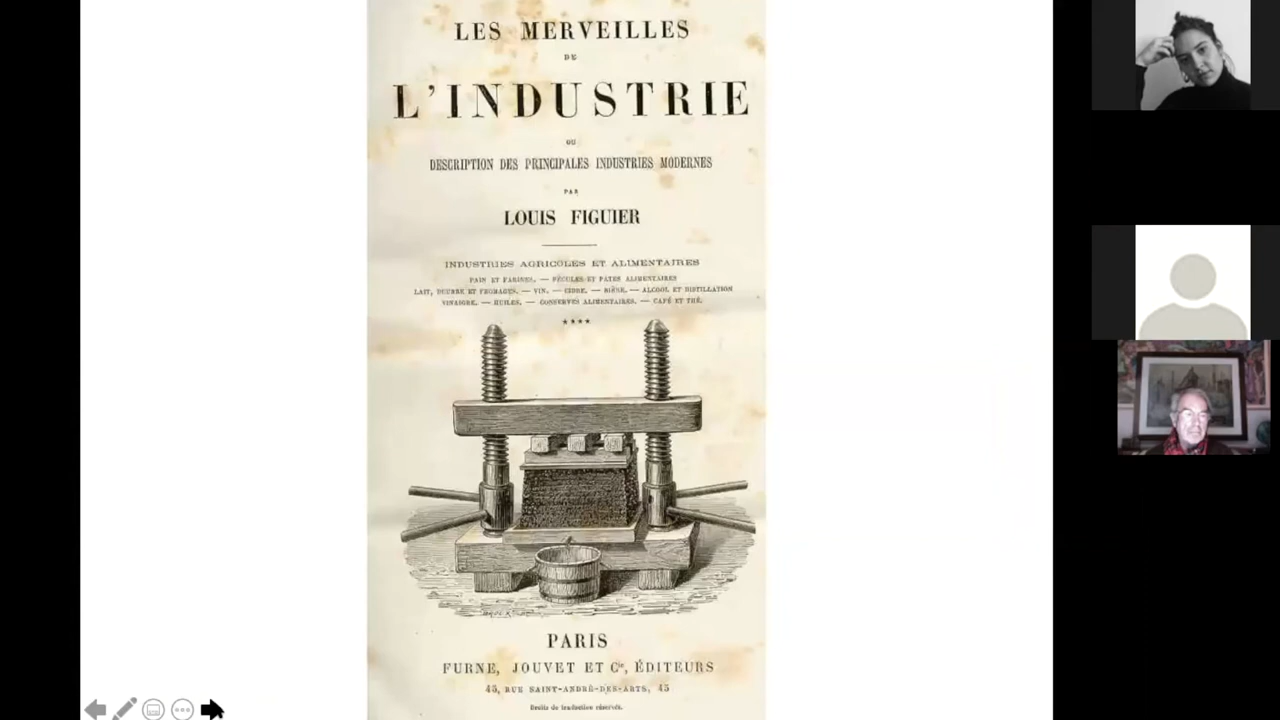 LES MERVEILLES
DE
L'INDUSTRIE
OU
DESCRIPTION DES PRINCIPALES INDUSTRIES MODERNES
PAR
LOUIS FIGUIER
INDUSTRIES AGRICOLES ET ALIMENTAIRES
PAIN ET FARINES. — FÉCULES ET PATES ALIMENTAIRES
LAIT, BEURRE ET FROMAGES. — VIN. — CIDRE. — BIÈRE. — ALCOOL ET DISTILLATION
VINAIGRE. — HUILES. — CONSERVES ALIMENTAIRES. — CAFÉ ET THÉ.
★★★★
PARIS
FURNE, JOUVET ET Cie, ÉDITEURS
45, RUE SAINT-ANDRÉ-DES-ARTS, 45
Droits de traduction réservés.